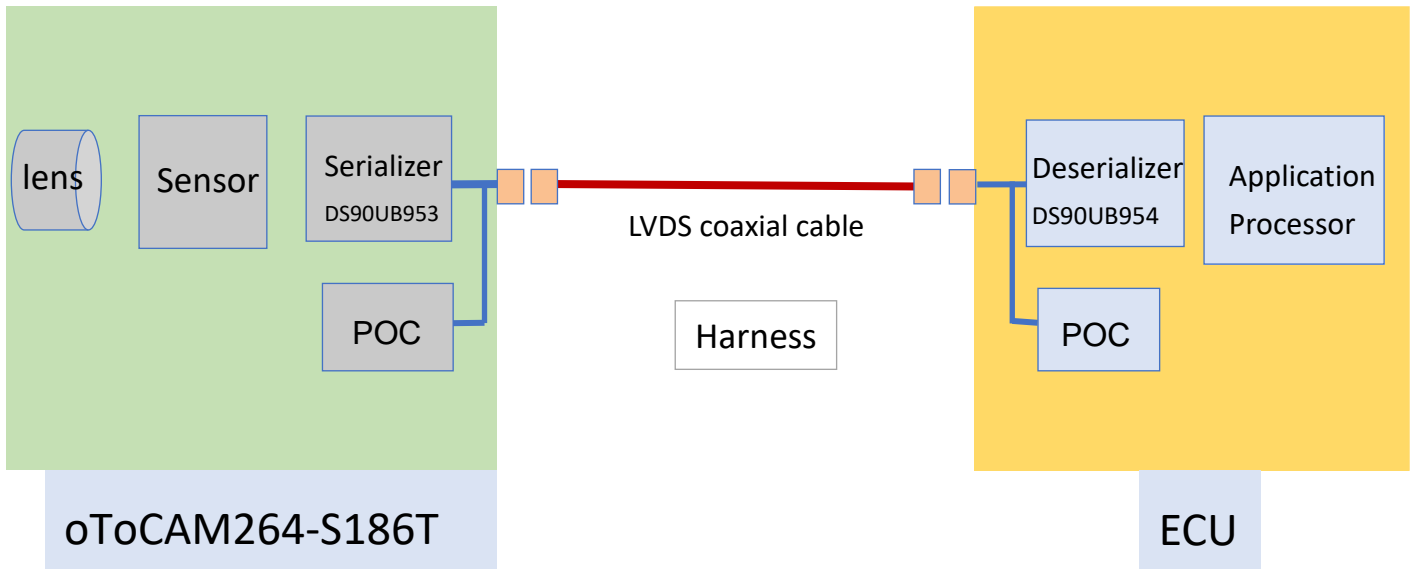 lens
Sensor
Serializer
DS90UB953
POC
LVDS coaxial cable
Harness
Deserializer
DS90UB954
Application
Processor
POC
oToCAM264-S186T
ECU